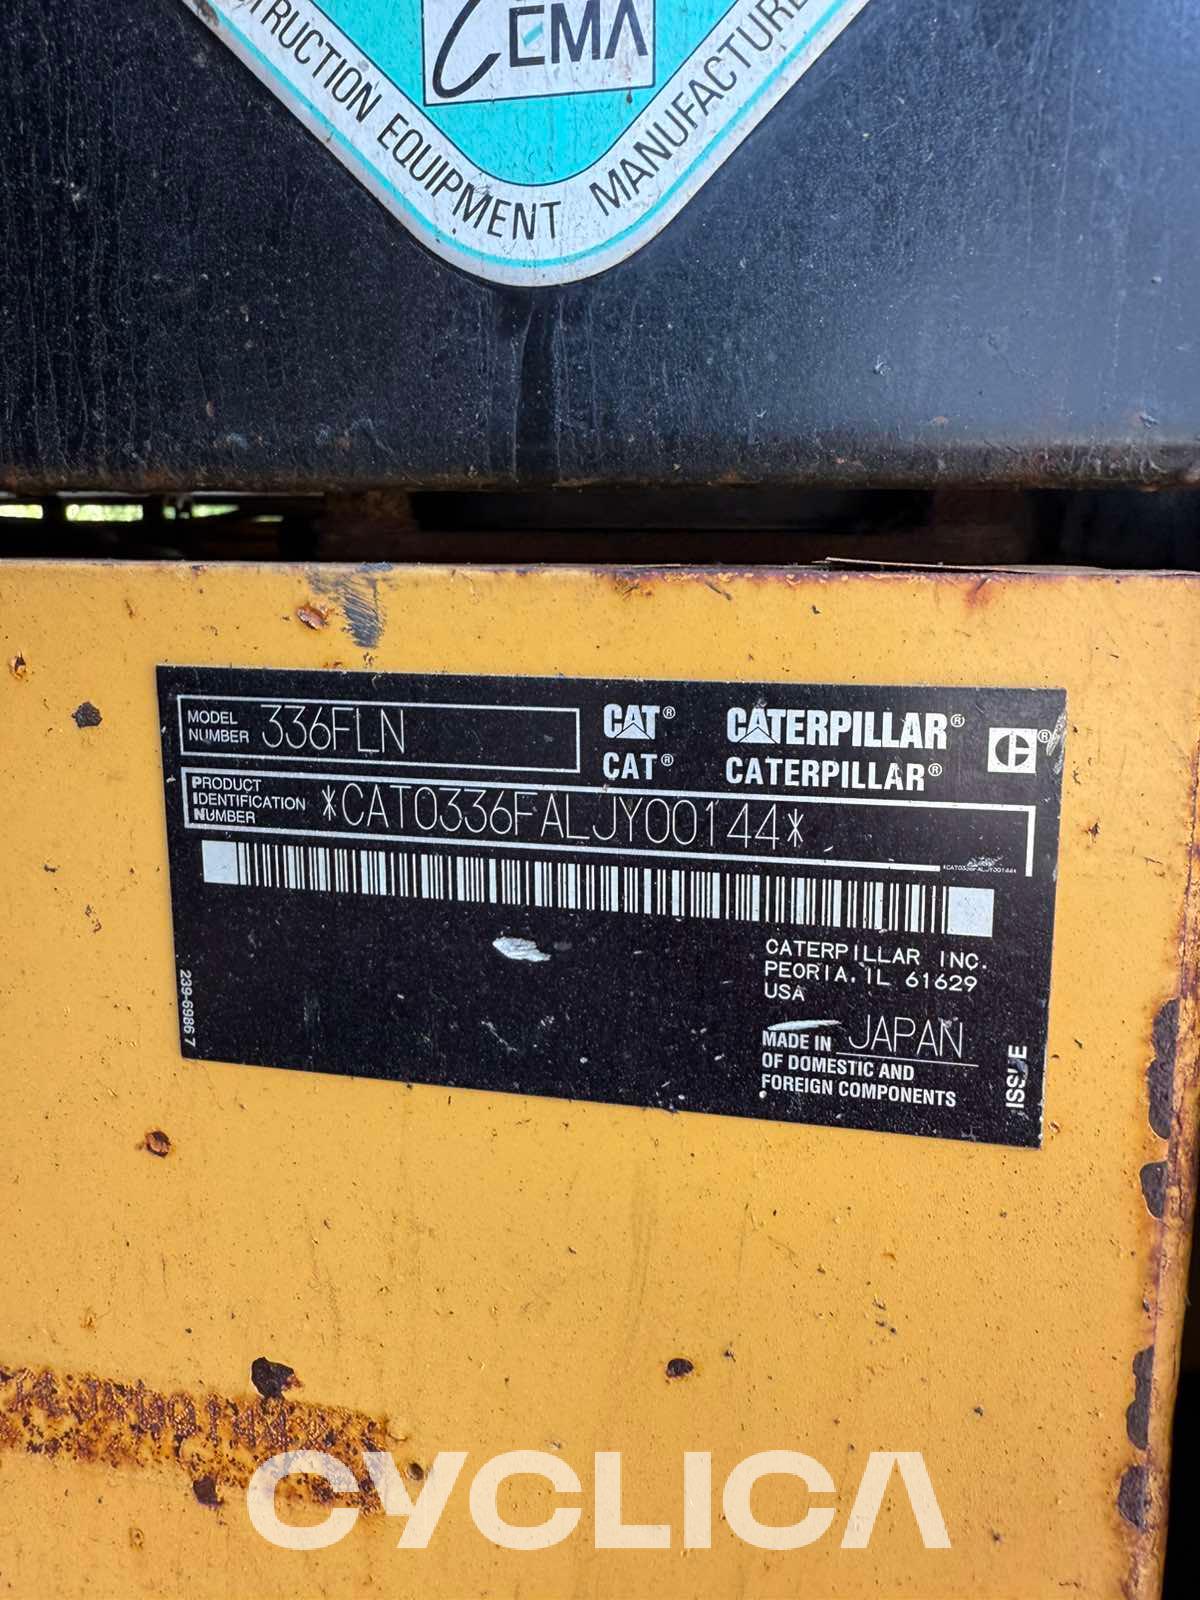 CEMA
STRUCTION EQUIPMENT MANUFACTURE
MODEL NUMBER 336FLN
CAT® CATERPILLAR®
CAT® CATERPILLAR®
PRODUCT IDENTIFICATION NUMBER *CAT0336FALJY00144*
*CAT0336FALJY00144*
CATERPILLAR INC.
PEORIA, IL 61629
USA
MADE IN JAPAN
OF DOMESTIC AND
FOREIGN COMPONENTS
239-6986 7
ISSUE
CYCLICA